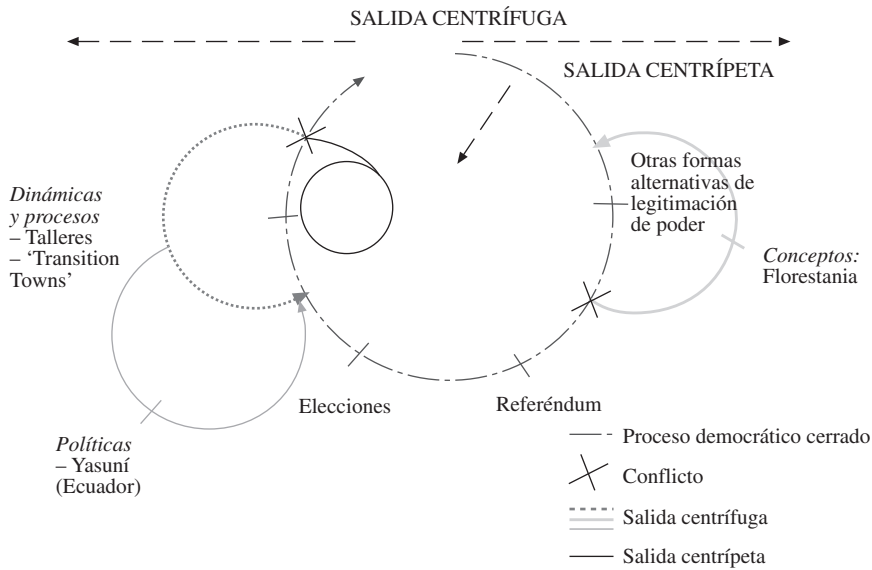 SALIDA CENTRÍFUGA
SALIDA CENTRÍPETA
Otras formas
alternativas de
legitimación
de poder
Dinámicas
y procesos
– Talleres
– ‘Transition
Towns’
Conceptos:
Florestania
Elecciones
Referéndum
Políticas
– Yasuní
(Ecuador)
Proceso democrático cerrado
Conflicto
Salida centrífuga
Salida centrípeta